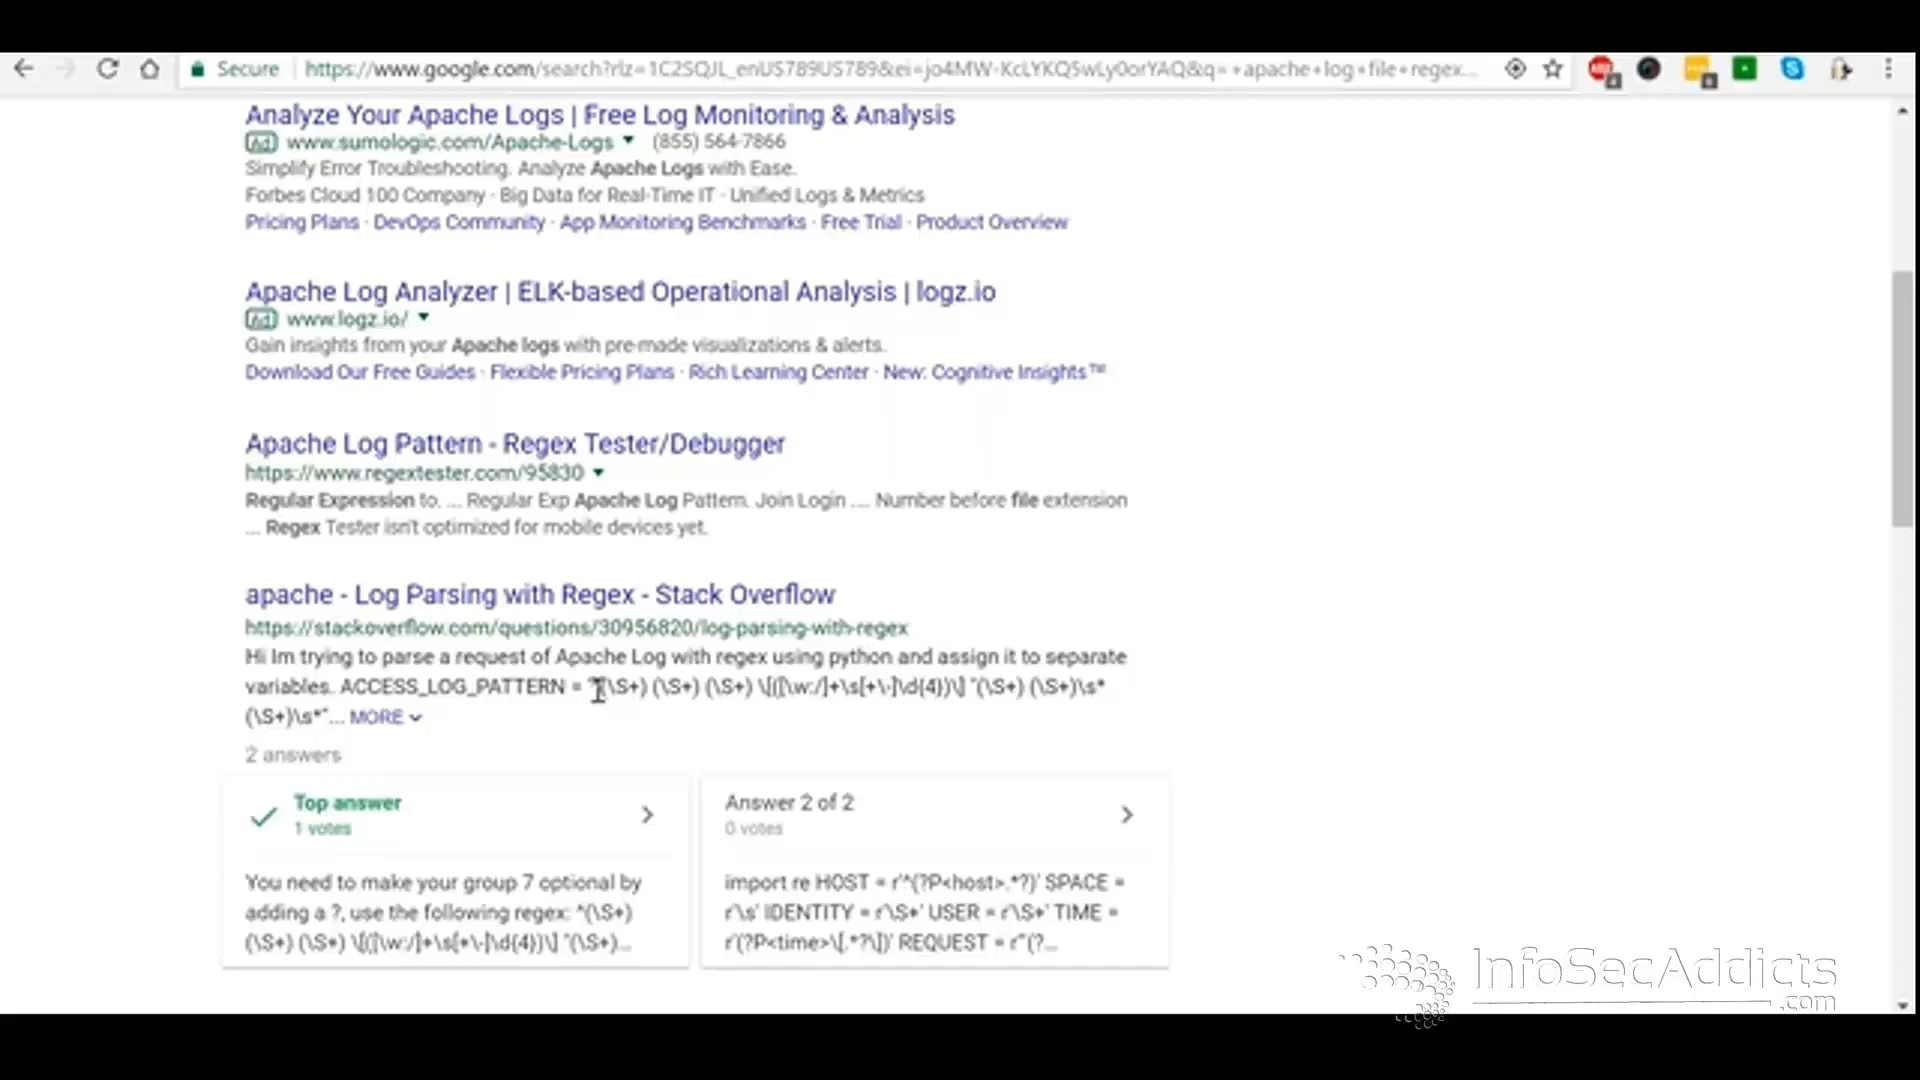 Secure https://www.google.com/search?rlz=1C2SQJL_enUS789US789&ei=jo4MW-KcLYKQ5wLy0orYAQ&q=+apache+log+file+regex...
Analyze Your Apache Logs | Free Log Monitoring & Analysis
Ad www.sumologic.com/Apache-Logs (855) 564-7866
Simplify Error Troubleshooting. Analyze Apache Logs with Ease.
Forbes Cloud 100 Company · Big Data for Real-Time IT · Unified Logs & Metrics
Pricing Plans · DevOps Community · App Monitoring Benchmarks · Free Trial · Product Overview
Apache Log Analyzer | ELK-based Operational Analysis | logz.io
Ad www.logz.io/
Gain insights from your Apache logs with pre-made visualizations & alerts.
Download Our Free Guides · Flexible Pricing Plans · Rich Learning Center · New: Cognitive Insights™
Apache Log Pattern - Regex Tester/Debugger
https://www.regextester.com/95830
Regular Expression to. ... Regular Exp Apache Log Pattern. Join Login .... Number before file extension
... Regex Tester isn't optimized for mobile devices yet.
apache - Log Parsing with Regex - Stack Overflow
https://stackoverflow.com/questions/30956820/log-parsing-with-regex
Hi Im trying to parse a request of Apache Log with regex using python and assign it to separate
variables. ACCESS_LOG_PATTERN = (\S+) (\S+) (\S+) \[([\w:/]+\s[+\-]\d{4})\] "(\S+) (\S+)\s*
(\S+)\s*"... MORE
2 answers
Top answer
1 votes
You need to make your group 7 optional by
adding a ?, use the following regex: ^(\S+)
(\S+) (\S+) \[([\w:/]+\s[+\-]\d{4})\] "(\S+)...
Answer 2 of 2
0 votes
import re HOST = r'^(?P<host>.*?)' SPACE =
r'\s' IDENTITY = r'\S+' USER = r'\S+' TIME =
r'(?P<time>\[.*?\])' REQUEST = r'\"(?...
InfoSecAddicts
.com